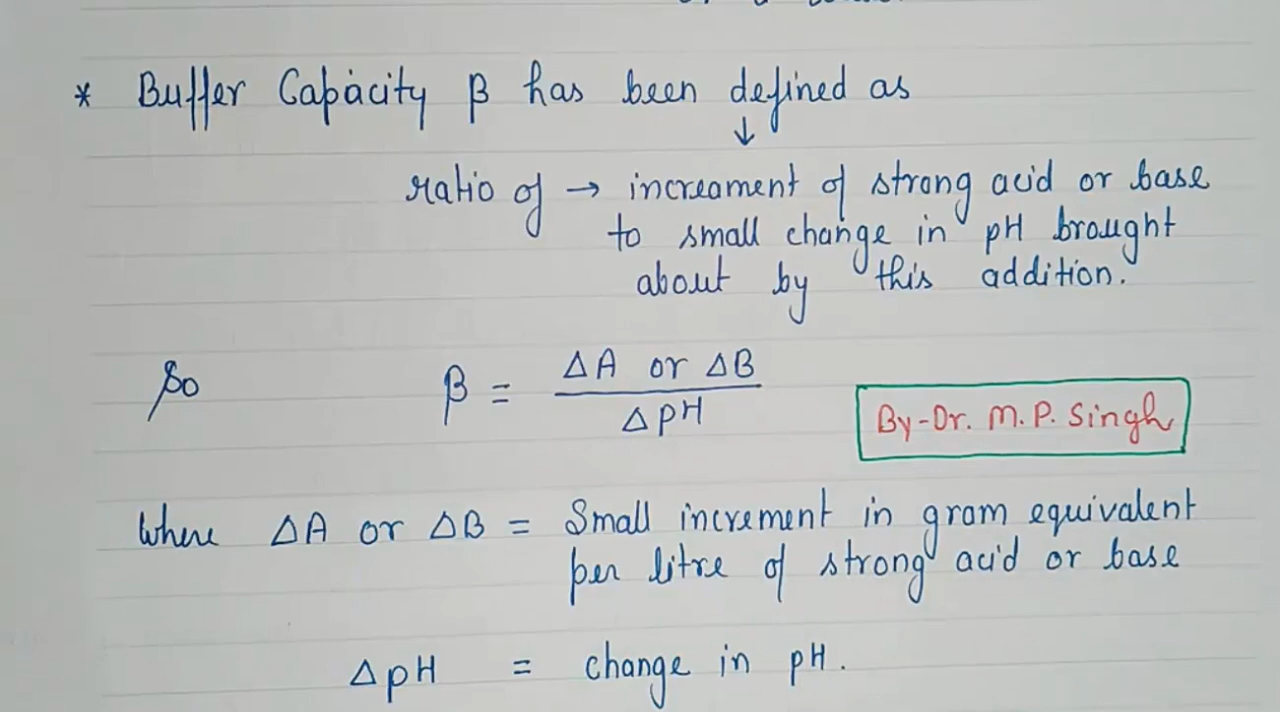 * Buffer Capacity β has been defined as
↓
ratio of → increament of strong acid or base
to small change in pH brought
about by this addition.
So β = ΔA or ΔB / ΔpH
By-Dr. M.P. Singh
Where ΔA or ΔB = Small increment in gram equivalent
per litre of strong acid or base
ΔpH = change in pH.